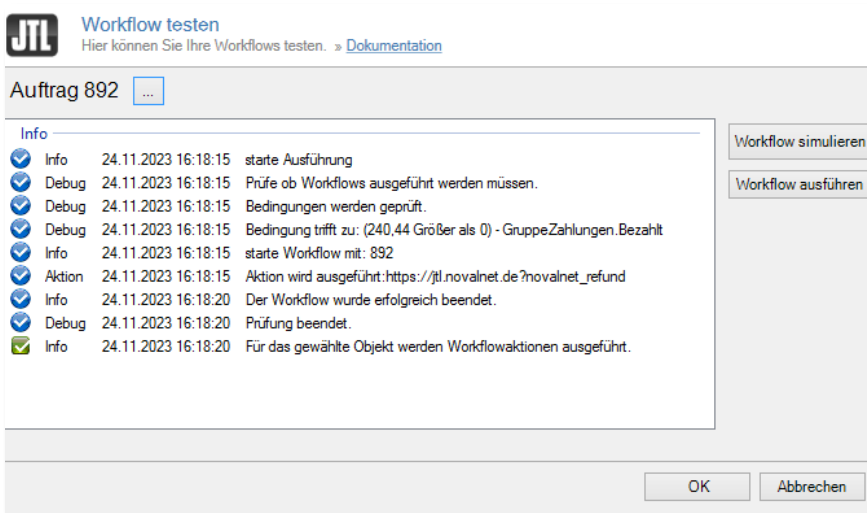 JTL
Workflow testen
Hier können Sie Ihre Workflows testen. » Dokumentation
Auftrag 892 ...
Info
Info 24.11.2023 16:18:15 starte Ausführung
Debug 24.11.2023 16:18:15 Prüfe ob Workflows ausgeführt werden müssen.
Debug 24.11.2023 16:18:15 Bedingungen werden geprüft.
Debug 24.11.2023 16:18:15 Bedingung trifft zu: (240,44 Größer als 0) - GruppeZahlungen.Bezahlt
Info 24.11.2023 16:18:15 starte Workflow mit: 892
Aktion 24.11.2023 16:18:15 Aktion wird ausgeführt:https://jtl.novalnet.de?novalnet_refund
Info 24.11.2023 16:18:20 Der Workflow wurde erfolgreich beendet.
Debug 24.11.2023 16:18:20 Prüfung beendet.
Info 24.11.2023 16:18:20 Für das gewählte Objekt werden Workflowaktionen ausgeführt.
Workflow simulieren
Workflow ausführen
OK Abbrechen